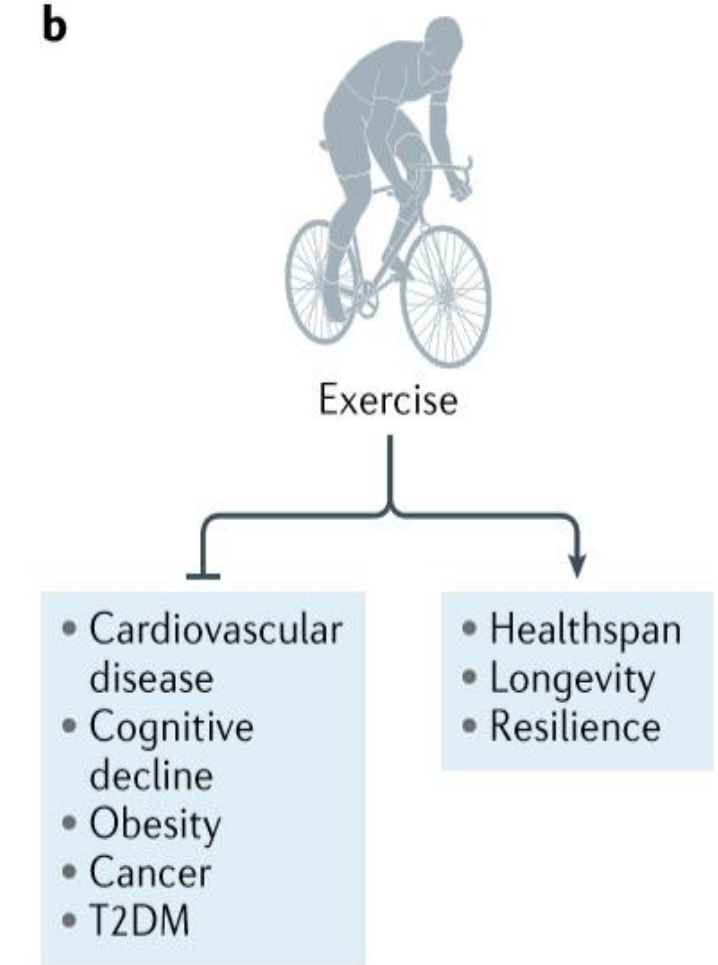 b
Exercise
• Cardiovascular
disease
• Cognitive
decline
• Obesity
• Cancer
• T2DM
• Healthspan
• Longevity
• Resilience